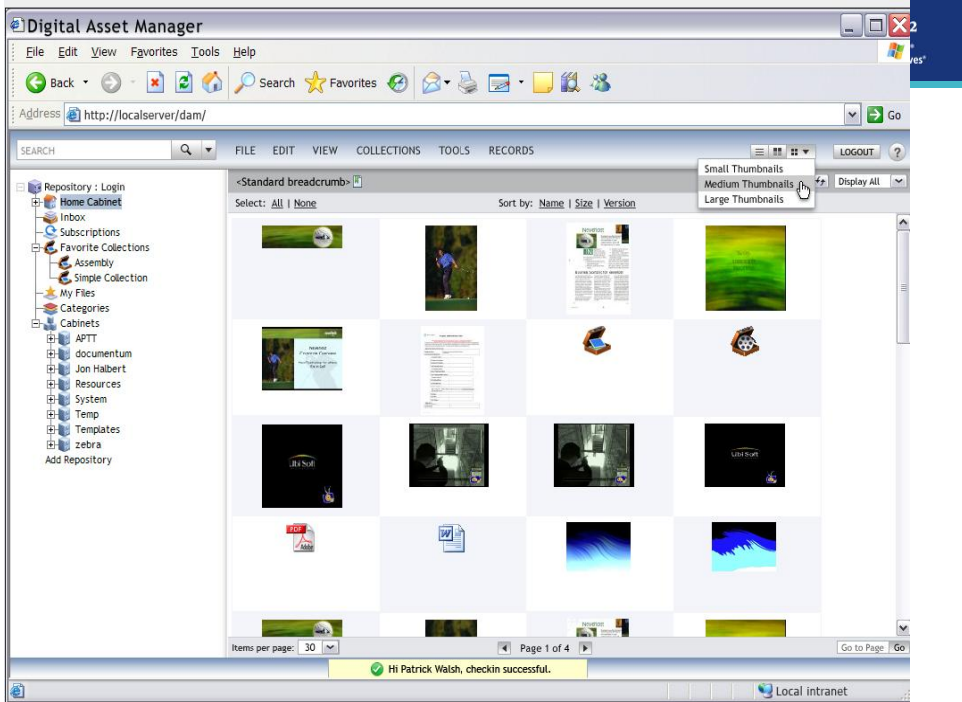 Digital Asset Manager
2
File Edit View Favorites Tools Help
Back Search Favorites
Address http://localserver/dam/ Go
SEARCH FILE EDIT VIEW COLLECTIONS TOOLS RECORDS LOGOUT ?
Small Thumbnails
Medium Thumbnails
Large Thumbnails
<Standard breadcrumb> Display All
Select: All | None Sort by: Name | Size | Version
Repository : Login
Home Cabinet
Inbox
Subscriptions
Favorite Collections
Assembly
Simple Collection
My Files
Categories
Cabinets
APTT
documentum
Jon Halbert
Resources
System
Temp
Templates
zebra
Add Repository
Ubi Soft
Ubi Soft
PDF
Adobe
W
Items per page: 30 Page 1 of 4 Go to Page Go
Hi Patrick Walsh, checkin successful.
Local intranet